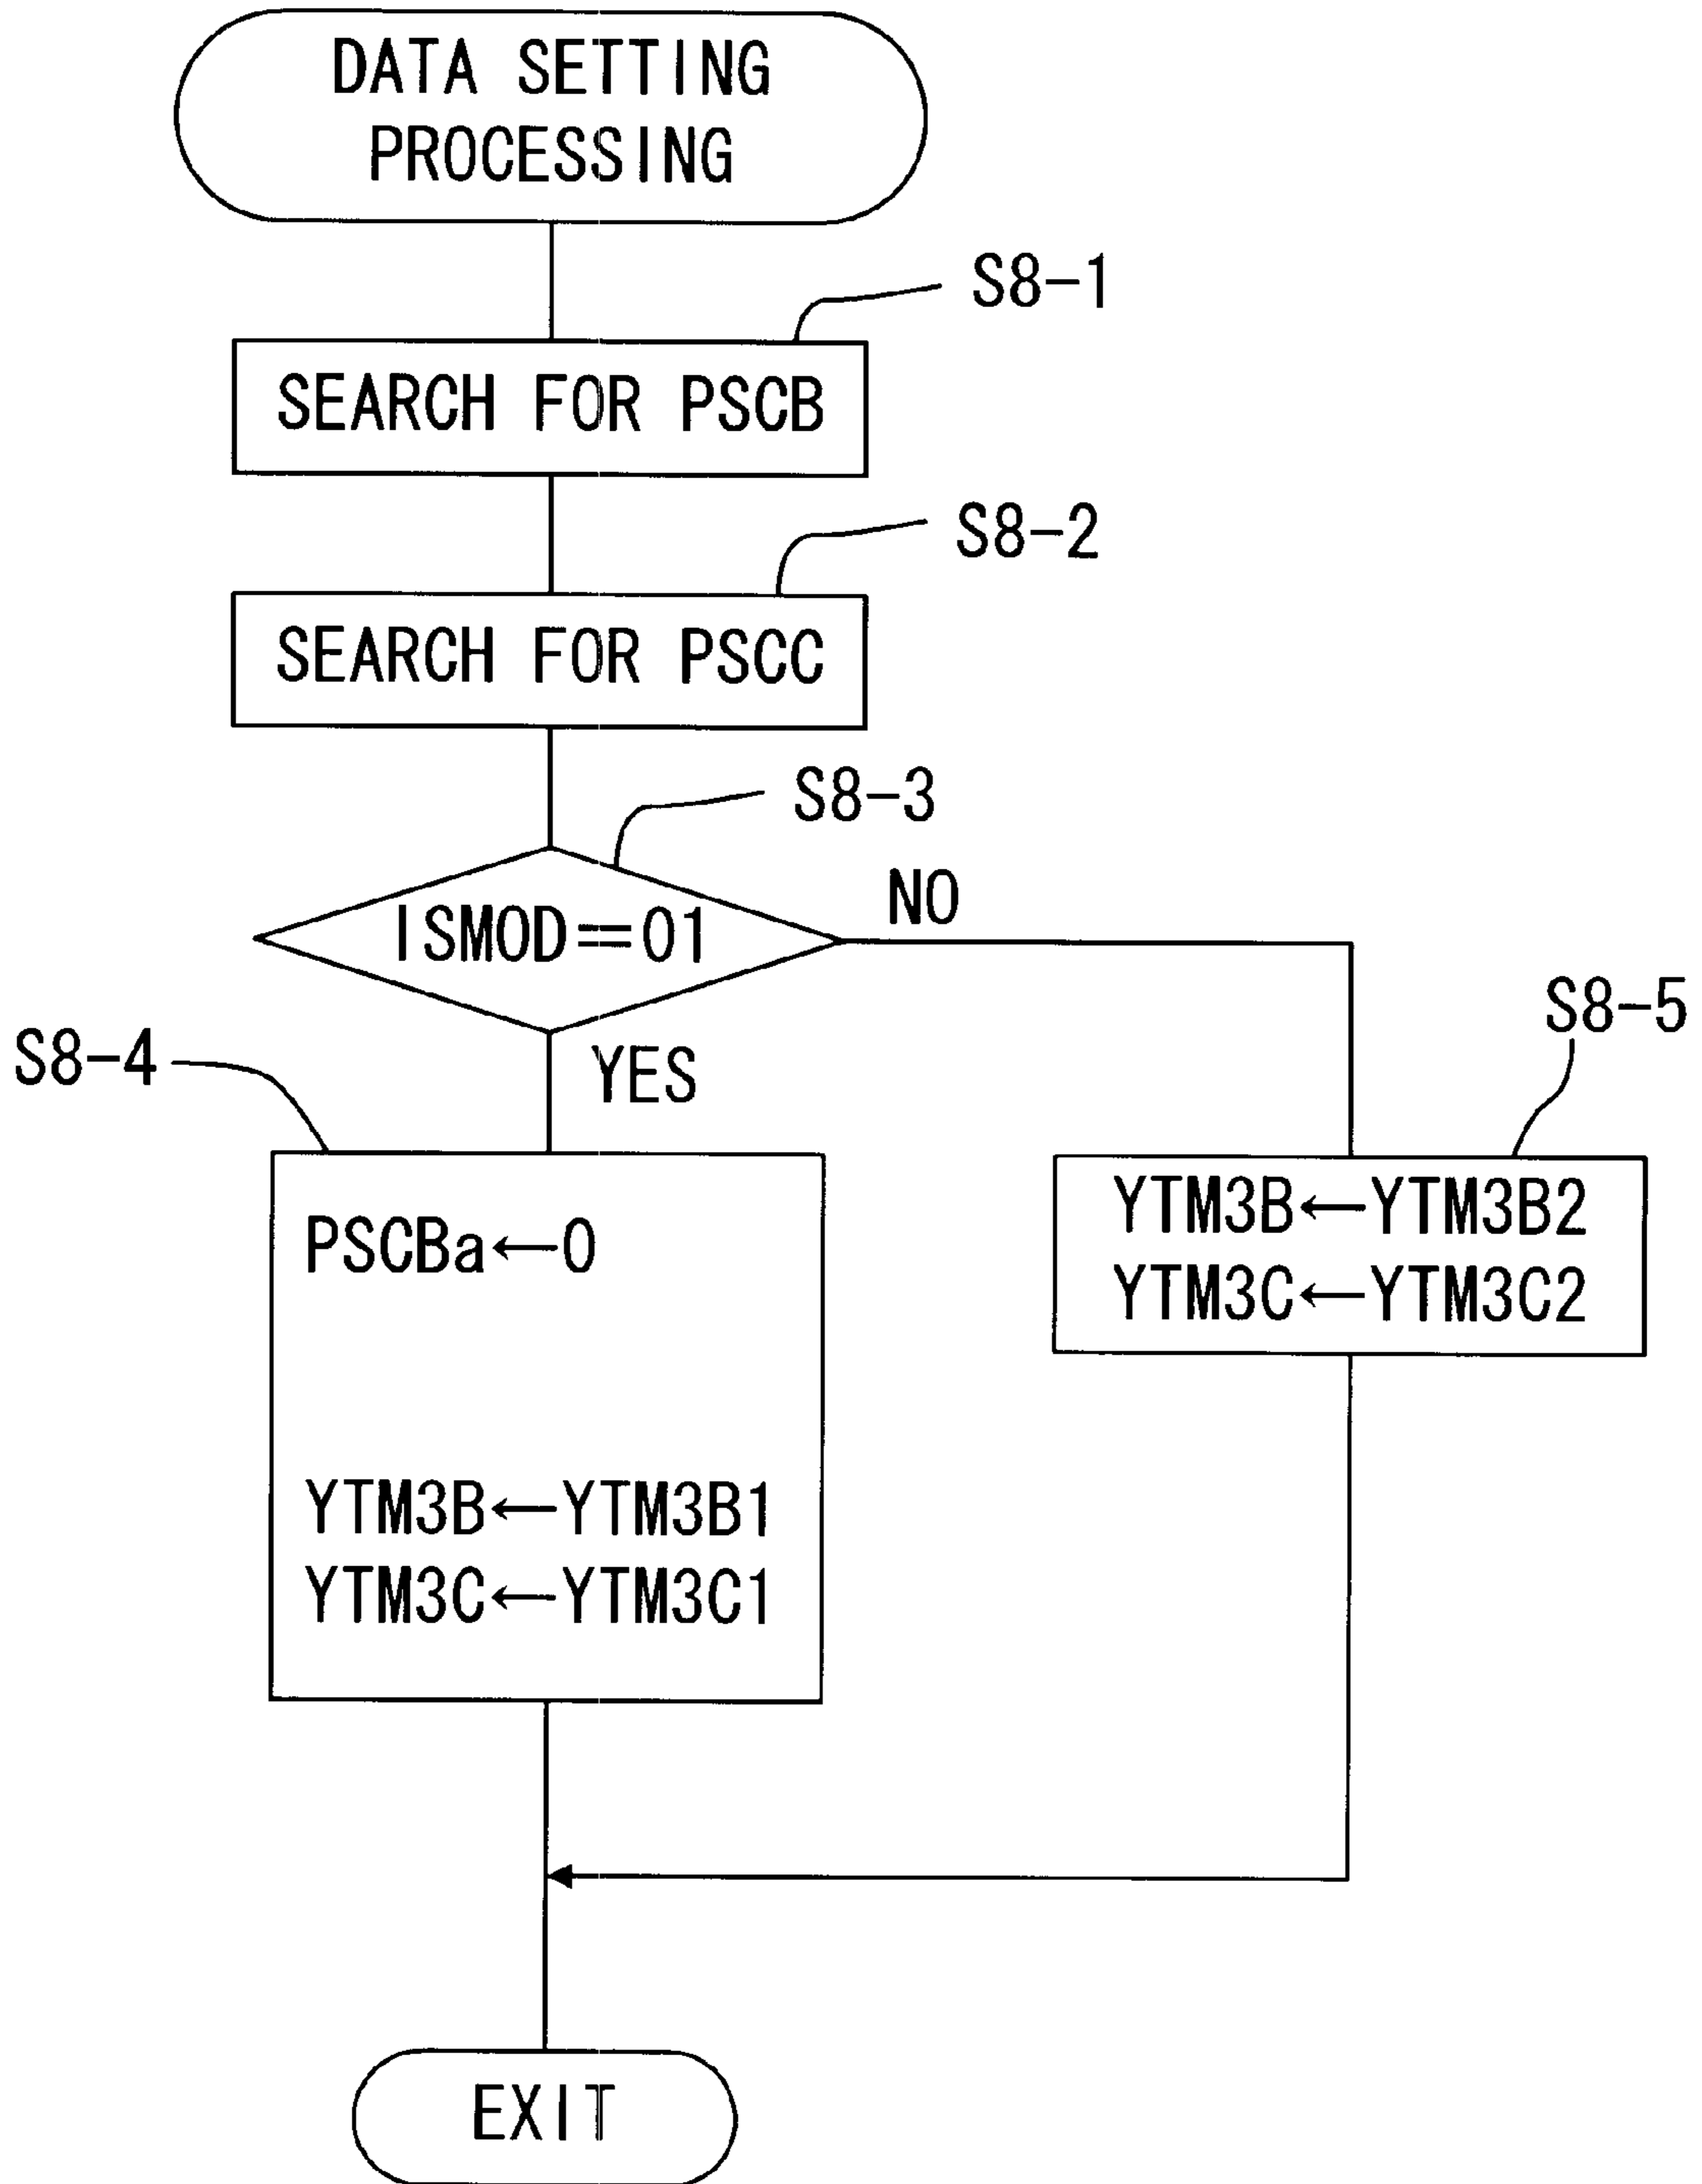 DATA SETTING
PROCESSING
S8-1
SEARCH FOR PSCB
S8-2
SEARCH FOR PSCC
S8-3
ISMOD==01
NO
YES
S8-4
S8-5
PSCBa←0
YTM3B←YTM3B1
YTM3C←YTM3C1
YTM3B←YTM3B2
YTM3C←YTM3C2
EXIT